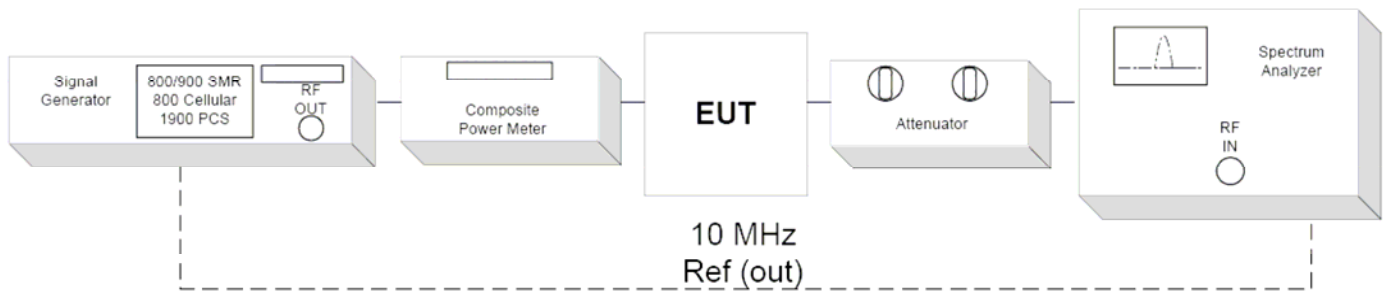 Signal
Generator
800/900 SMR
800 Cellular
1900 PCS
RF
OUT
Composite
Power Meter
EUT
Attenuator
Spectrum
Analyzer
RF
IN
10 MHz
Ref (out)